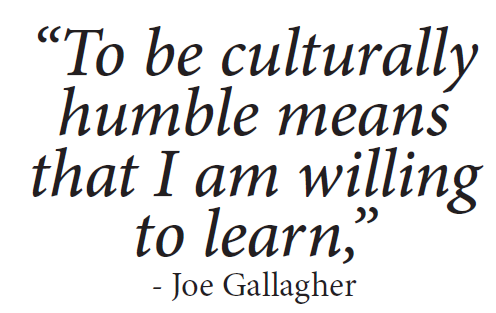 “To be culturally
humble means
that I am willing
to learn,”
- Joe Gallagher